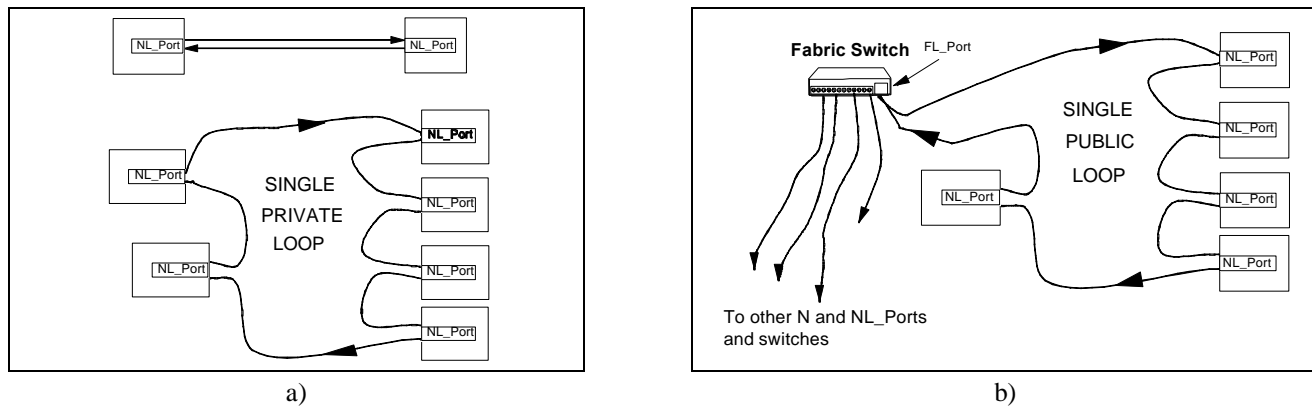 NL_Port
NL_Port
NL_Port
NL_Port
SINGLE
PRIVATE
LOOP
NL_Port
NL_Port
NL_Port
NL_Port
a)
Fabric Switch
FL_Port
NL_Port
SINGLE
PUBLIC
LOOP
NL_Port
NL_Port
NL_Port
NL_Port
To other N and NL_Ports
and switches
b)